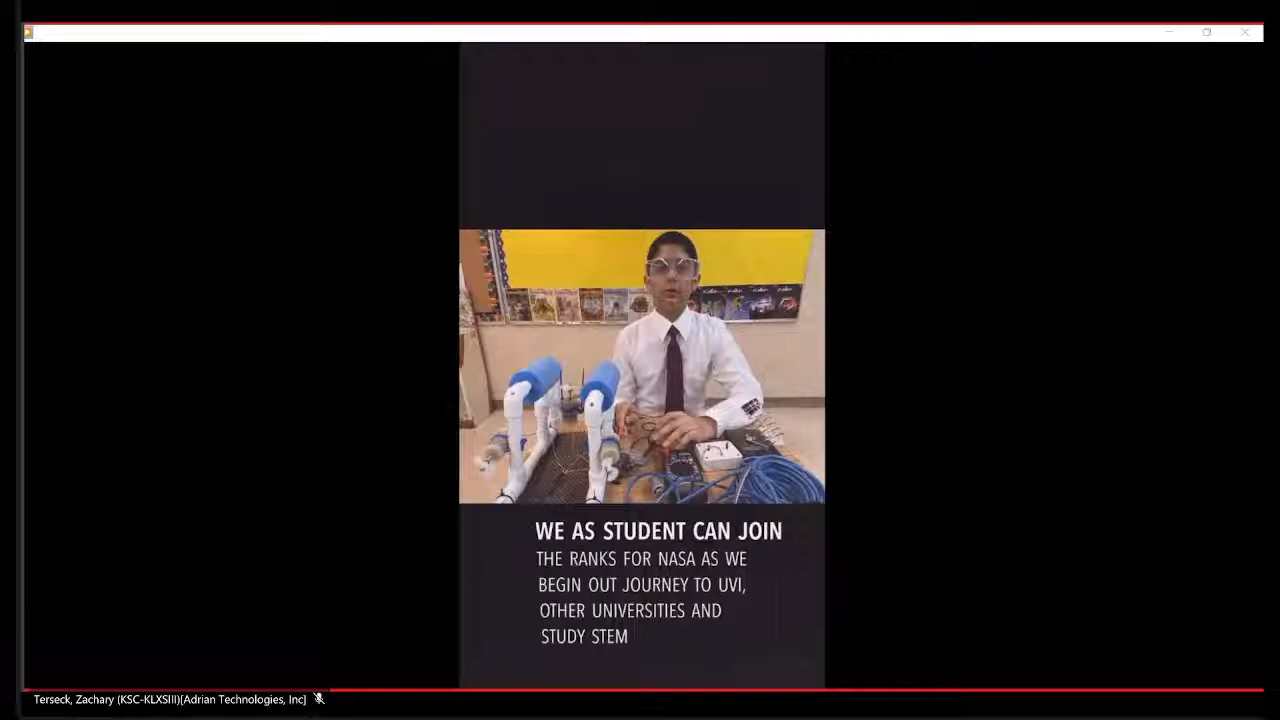 WE AS STUDENT CAN JOIN
THE RANKS FOR NASA AS WE
BEGIN OUT JOURNEY TO UVI,
OTHER UNIVERSITIES AND
STUDY STEM
Terseck, Zachary (KSC-KLXSIII)[Adrian Technologies, Inc]